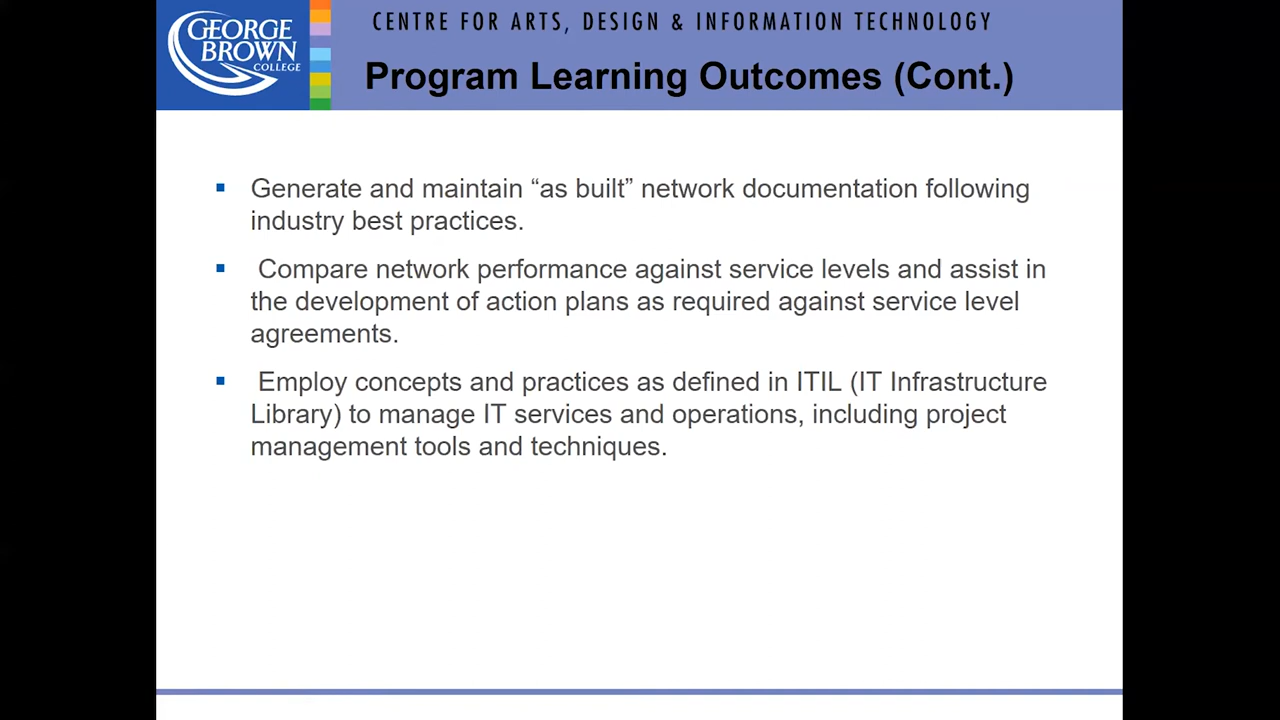 GEORGE
BROWN
COLLEGE
CENTRE FOR ARTS, DESIGN & INFORMATION TECHNOLOGY
Program Learning Outcomes (Cont.)
Generate and maintain “as built” network documentation following
industry best practices.
Compare network performance against service levels and assist in
the development of action plans as required against service level
agreements.
Employ concepts and practices as defined in ITIL (IT Infrastructure
Library) to manage IT services and operations, including project
management tools and techniques.